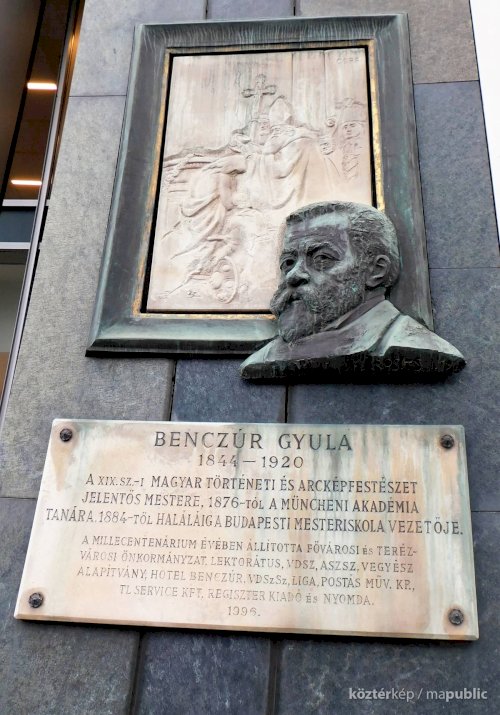 BENCZÚR GYULA
1844–1920
A XIX. SZ.-I MAGYAR TÖRTÉNETI ÉS ARCKÉPFESTÉSZET
JELENTŐS MESTERE, 1876-TÓL A MÜNCHENI AKADÉMIA
TANÁRA. 1884-TŐL HALÁLÁIG A BUDAPESTI MESTERISKOLA VEZETŐJE.
A MILLECENTENÁRIUM ÉVÉBEN ÁLLÍTOTTA FŐVÁROSI ÉS TERÉZ-
VÁROSI ÖNKORMÁNYZAT, LEKTORÁTUS, VDSZ, ASZSZ, VEGYÉSZ
ALAPÍTVÁNY, HOTEL BENCZÚR, VDSzSz, LIGA, POSTÁS MŰV. KP.,
TL SERVICE KFT, REGISZTER KIADÓ ÉS NYOMDA.
1996.
köztérkép / mapublic